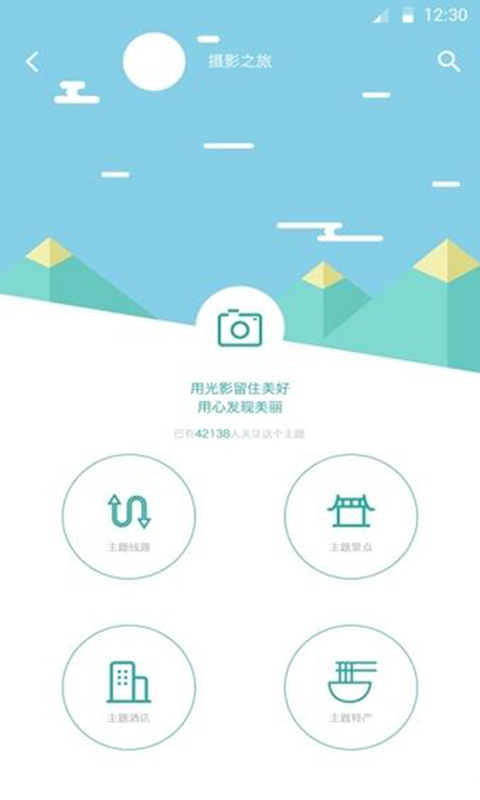 12:30
摄影之旅
用光影留住美好
用心发现美丽
已有42138人关注这个主题
主题线路
主题景点
主题酒店
主题特产